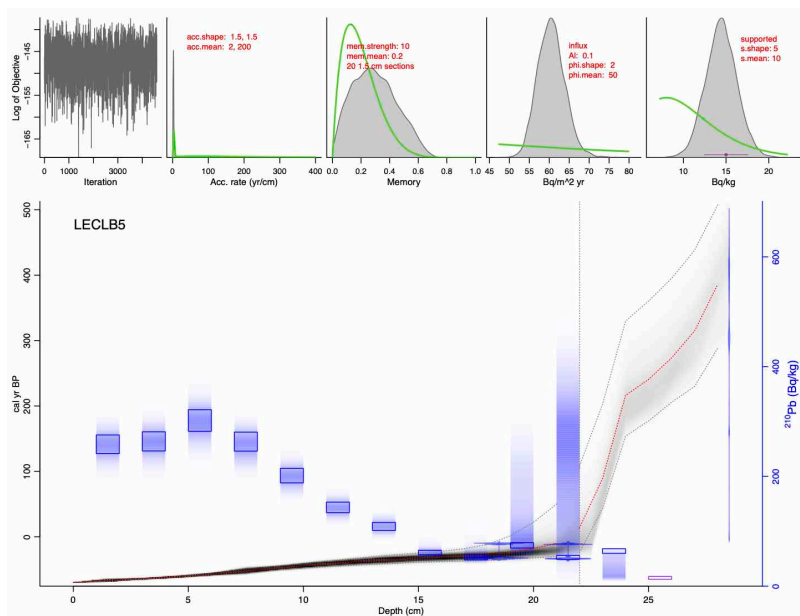 Log of Objective
-145
-155
-165
0
1000
3000
Iteration
acc.shape: 1.5, 1.5
acc.mean: 2, 200
0
100
200
300
400
Acc. rate (yr/cm)
mem.strength: 10
mem.mean: 0.2
20 1.5 cm sections
0.0
0.2
0.4
0.6
0.8
1.0
Memory
influx
Al: 0.1
phi.shape: 2
phi.mean: 50
45
50
55
60
65
70
75
80
Bq/m^2 yr
supported
s.shape: 5
s.mean: 10
10
15
20
Bq/kg
LECLB5
cal yr BP
500
400
300
200
100
0
0
5
10
15
20
25
Depth (cm)
600
400
200
0
210Pb (Bq/kg)